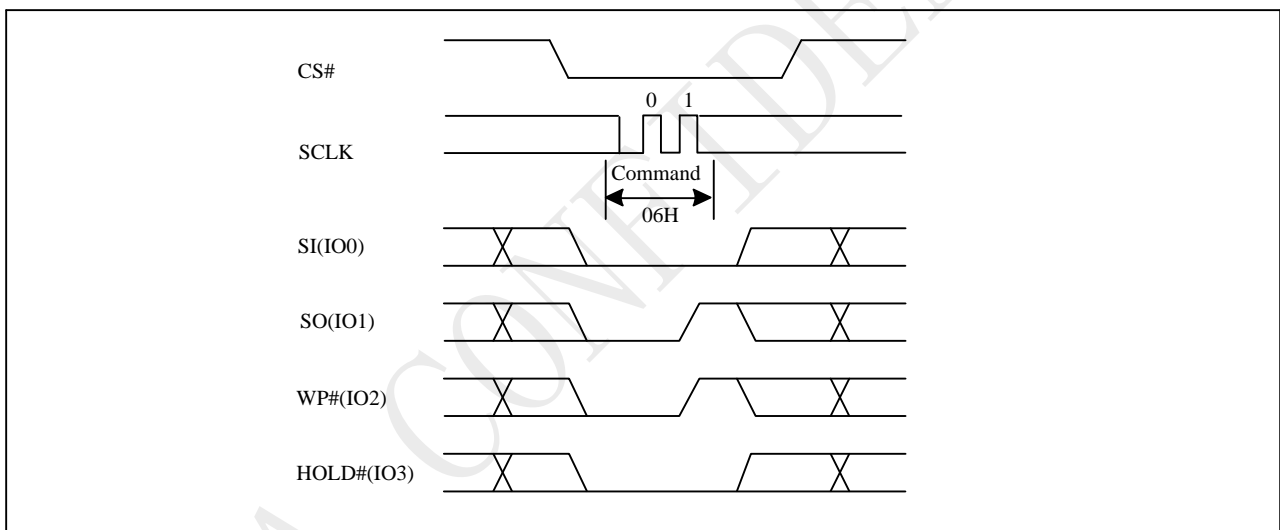 CS#
0 1
SCLK
Command
06H
SI(IO0)
SO(IO1)
WP#(IO2)
HOLD#(IO3)